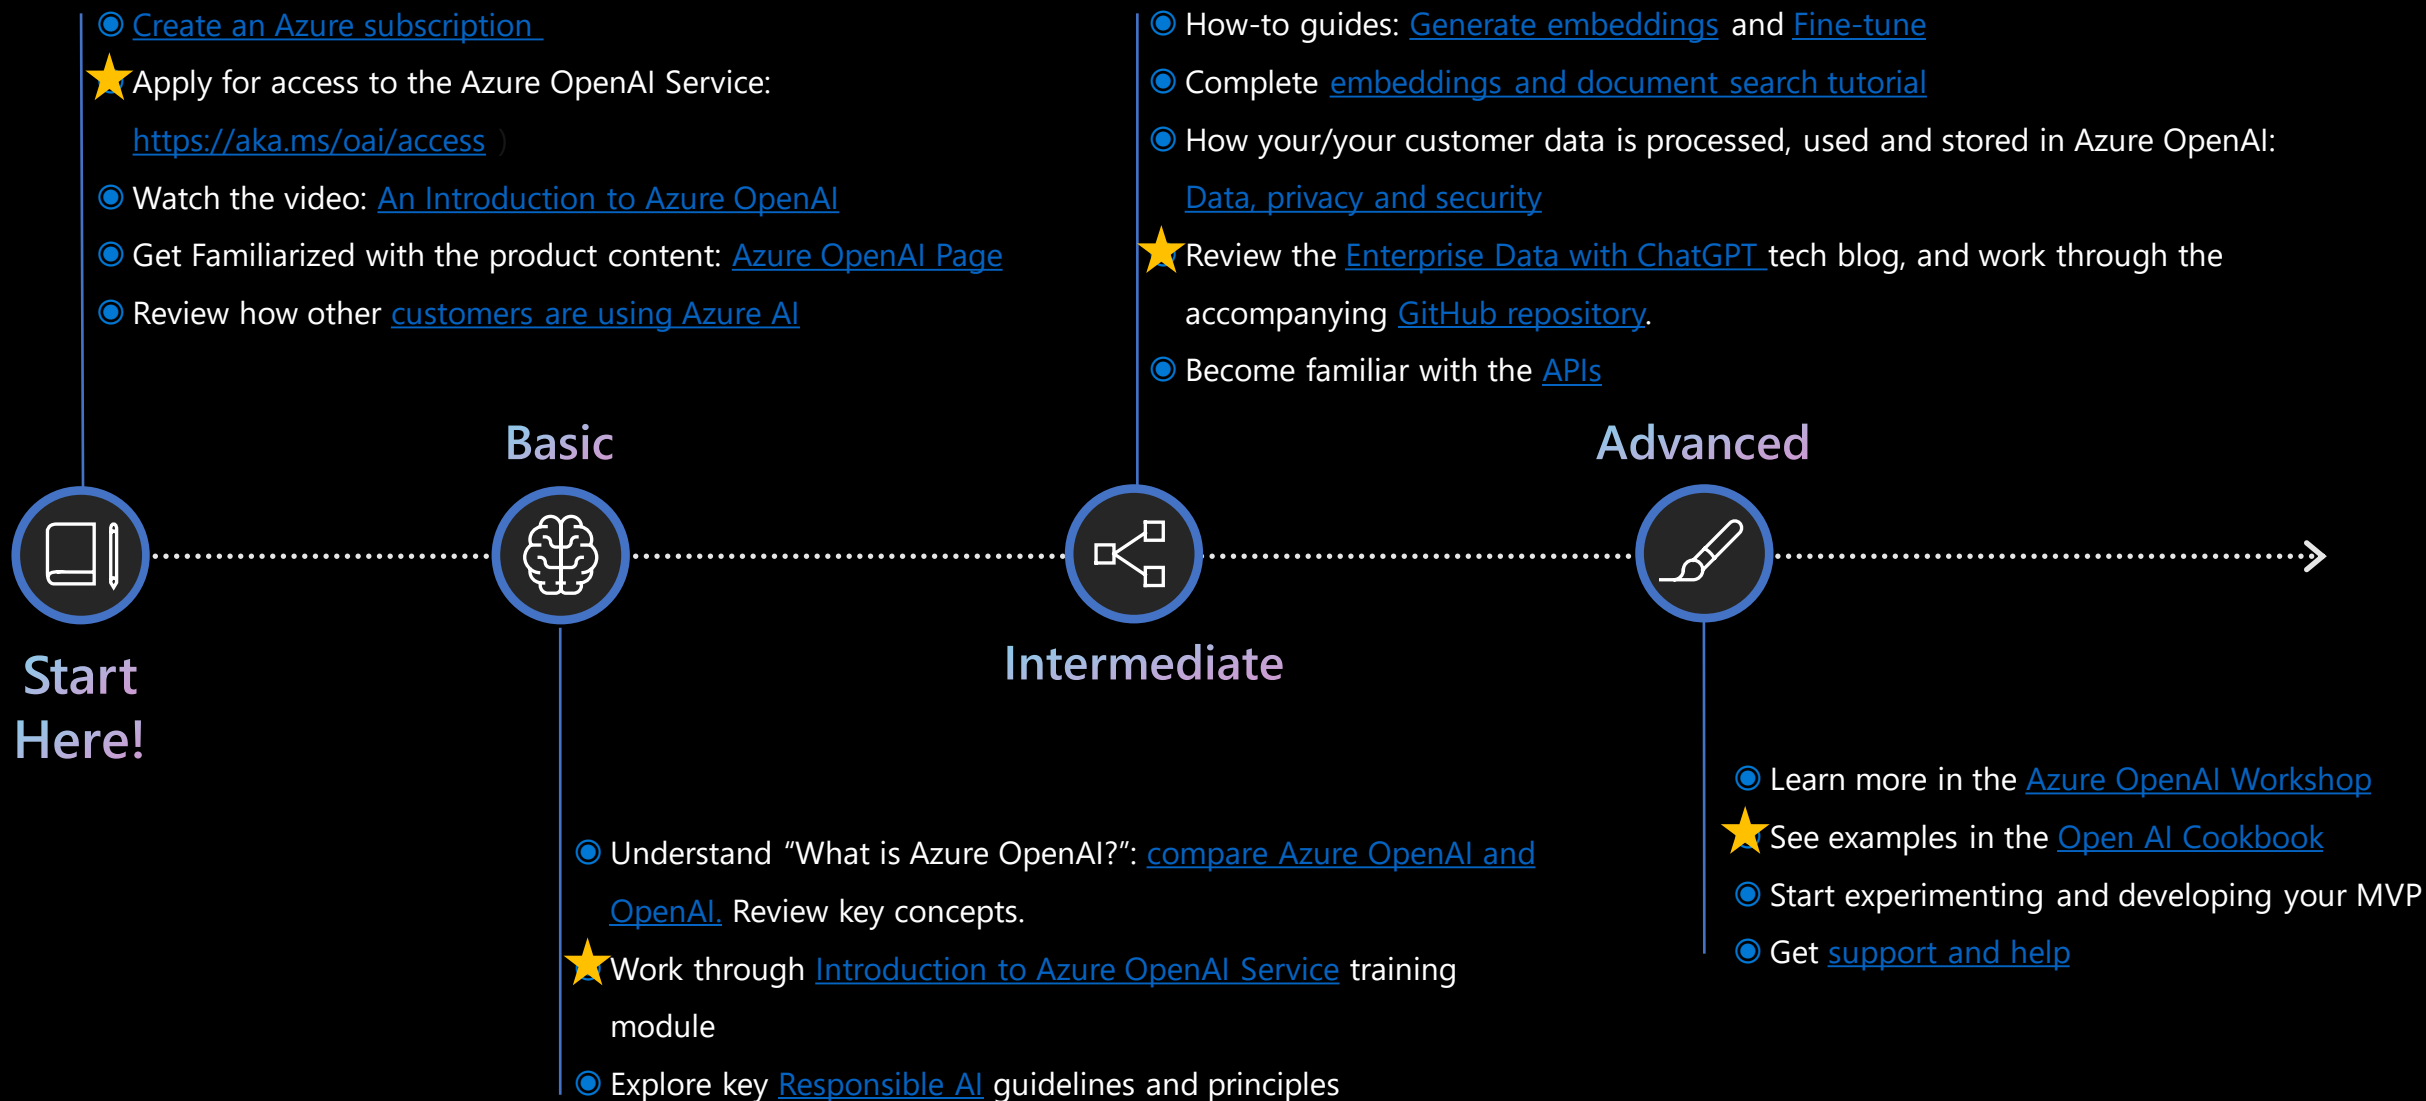 Create an Azure subscription
Apply for access to the Azure OpenAI Service:
https://aka.ms/oai/access )
Watch the video: An Introduction to Azure OpenAI
Get Familiarized with the product content: Azure OpenAI Page
Review how other customers are using Azure AI
Start
Here!
Basic
Understand “What is Azure OpenAI?”: compare Azure OpenAI and
OpenAI. Review key concepts.
Work through Introduction to Azure OpenAI Service training
module
Explore key Responsible AI guidelines and principles
How-to guides: Generate embeddings and Fine-tune
Complete embeddings and document search tutorial
How your/your customer data is processed, used and stored in Azure OpenAI:
Data, privacy and security
Review the Enterprise Data with ChatGPT tech blog, and work through the
accompanying GitHub repository.
Become familiar with the APIs
Intermediate
Advanced
Learn more in the Azure OpenAI Workshop
See examples in the Open AI Cookbook
Start experimenting and developing your MVP
Get support and help